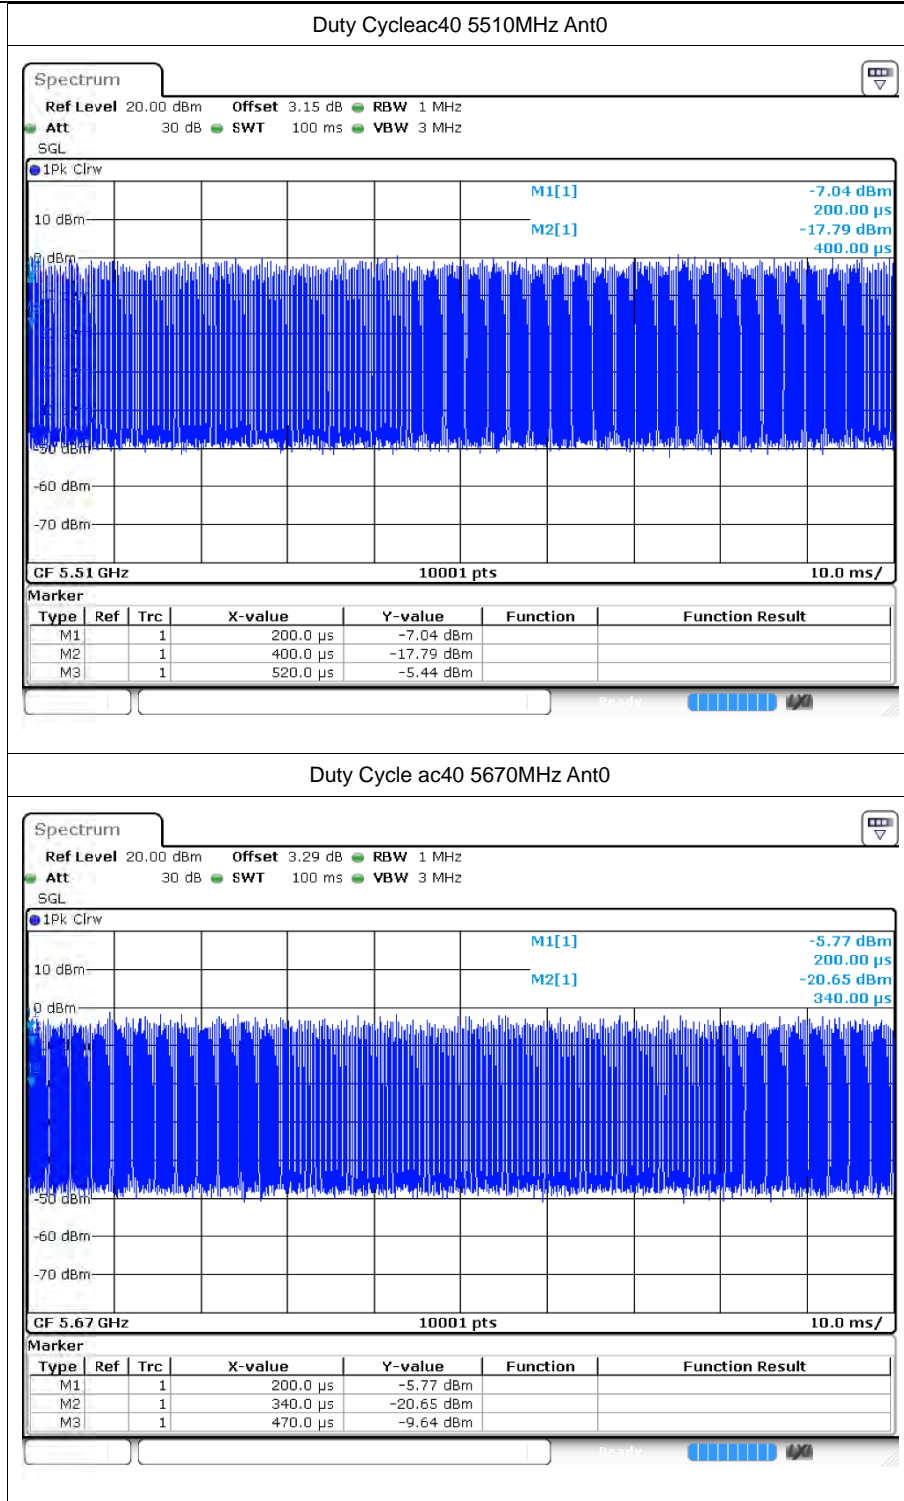 Duty Cycleac40 5510MHz Ant0
Spectrum
Ref Level 20.00 dBm Offset 3.15 dB RBW 1 MHz
Att 30 dB SWT 100 ms VBW 3 MHz
SGL
1Pk Clrw
M1[1] -7.04 dBm
200.00 µs
10 dBm
M2[1] -17.79 dBm
400.00 µs
0 dBm
-50 dBm
-60 dBm
-70 dBm
CF 5.51 GHz 10001 pts 10.0 ms/
Marker
Type Ref Trc X-value Y-value Function Function Result
M1 1 200.0 µs -7.04 dBm
M2 1 400.0 µs -17.79 dBm
M3 1 520.0 µs -5.44 dBm
Ready LXI
Duty Cycle ac40 5670MHz Ant0
Spectrum
Ref Level 20.00 dBm Offset 3.29 dB RBW 1 MHz
Att 30 dB SWT 100 ms VBW 3 MHz
SGL
1Pk Clrw
M1[1] -5.77 dBm
200.00 µs
10 dBm
M2[1] -20.65 dBm
340.00 µs
0 dBm
-50 dBm
-60 dBm
-70 dBm
CF 5.67 GHz 10001 pts 10.0 ms/
Marker
Type Ref Trc X-value Y-value Function Function Result
M1 1 200.0 µs -5.77 dBm
M2 1 340.0 µs -20.65 dBm
M3 1 470.0 µs -9.64 dBm
Ready LXI